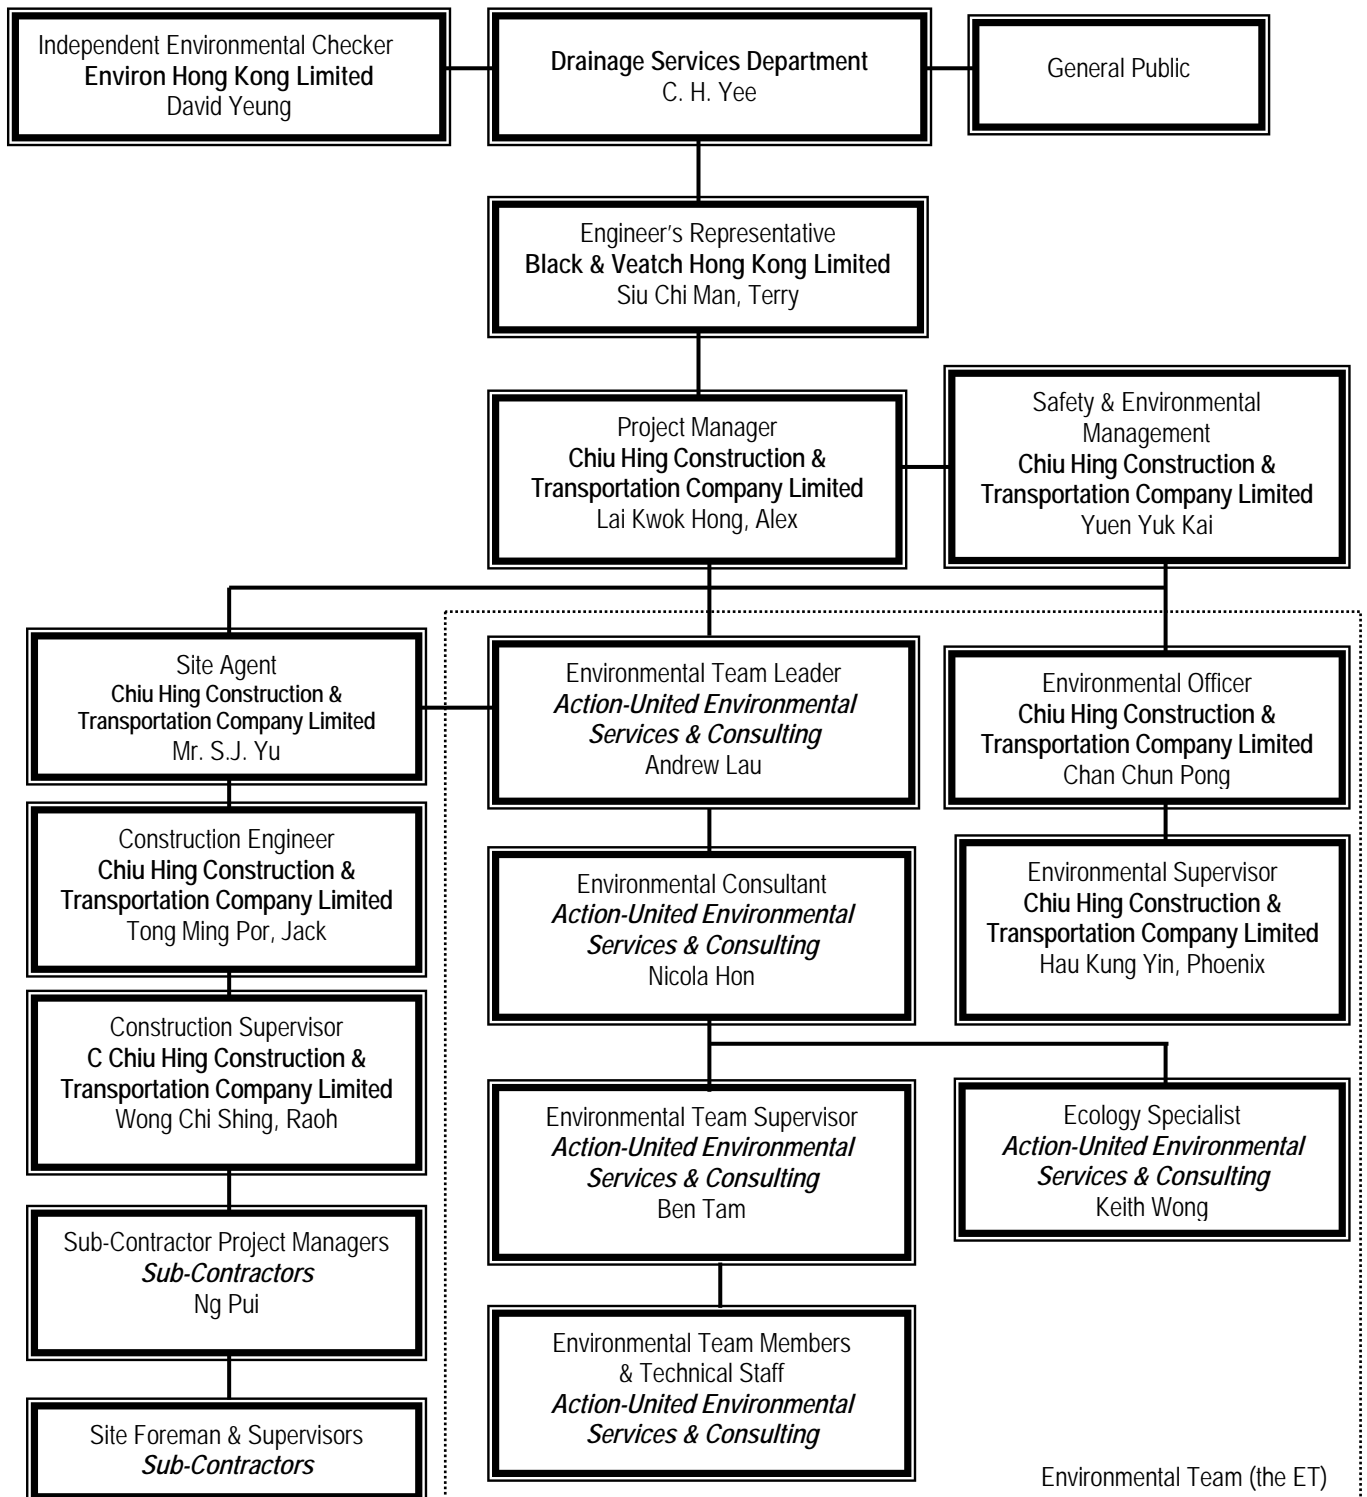 Independent Environmental Checker
Environ Hong Kong Limited
David Yeung
Drainage Services Department
C. H. Yee
General Public
Engineer's Representative
Black & Veatch Hong Kong Limited
Siu Chi Man, Terry
Project Manager
Chiu Hing Construction &
Transportation Company Limited
Lai Kwok Hong, Alex
Safety & Environmental
Management
Chiu Hing Construction &
Transportation Company Limited
Yuen Yuk Kai
Site Agent
Chiu Hing Construction &
Transportation Company Limited
Mr. S.J. Yu
Environmental Team Leader
Action-United Environmental
Services & Consulting
Andrew Lau
Environmental Officer
Chiu Hing Construction &
Transportation Company Limited
Chan Chun Pong
Construction Engineer
Chiu Hing Construction &
Transportation Company Limited
Tong Ming Por, Jack
Environmental Consultant
Action-United Environmental
Services & Consulting
Nicola Hon
Environmental Supervisor
Chiu Hing Construction &
Transportation Company Limited
Hau Kung Yin, Phoenix
Construction Supervisor
C Chiu Hing Construction &
Transportation Company Limited
Wong Chi Shing, Raoh
Environmental Team Supervisor
Action-United Environmental
Services & Consulting
Ben Tam
Ecology Specialist
Action-United Environmental
Services & Consulting
Keith Wong
Sub-Contractor Project Managers
Sub-Contractors
Ng Pui
Environmental Team Members
& Technical Staff
Action-United Environmental
Services & Consulting
Site Foreman & Supervisors
Sub-Contractors
Environmental Team (the ET)